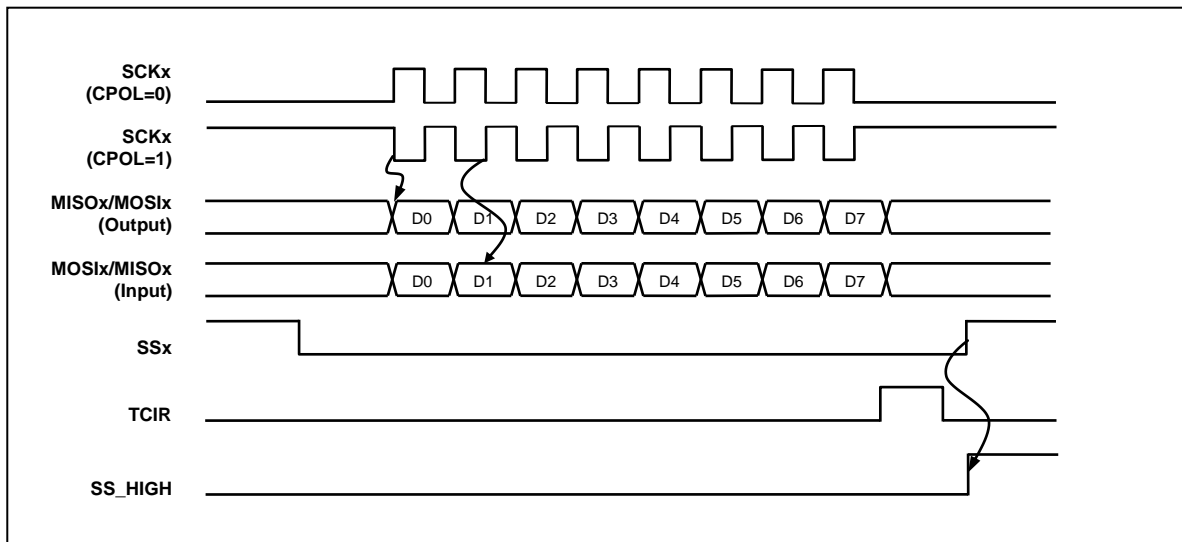 SCKx
(CPOL=0)
SCKx
(CPOL=1)
MISOx/MOSIx
(Output)
D0 D1 D2 D3 D4 D5 D6 D7
MOSIx/MISOx
(Input)
D0 D1 D2 D3 D4 D5 D6 D7
SSx
TCIR
SS_HIGH